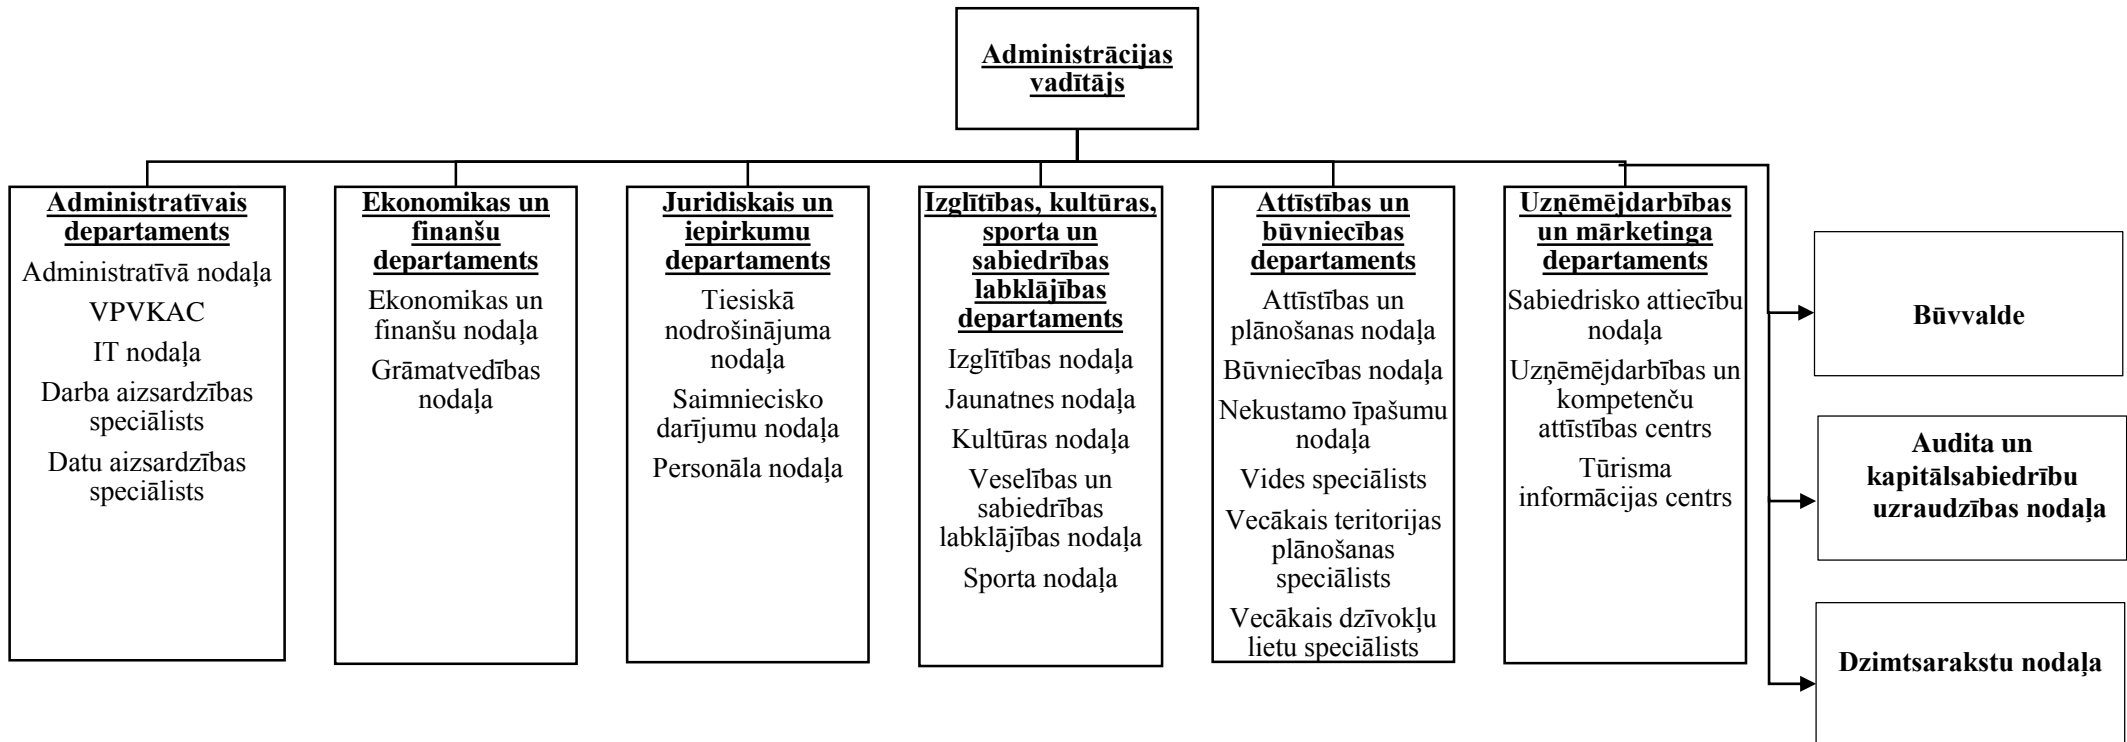 Administrācijas
vadītājs
Administratīvais
departaments
Administratīvā nodaļa
VPVKAC
IT nodaļa
Darba aizsardzības
speciālists
Datu aizsardzības
speciālists
Ekonomikas un
finanšu
departaments
Ekonomikas un
finanšu nodaļa
Grāmatvedības
nodaļa
Juridiskais un
iepirkumu
departaments
Tiesiskā
nodrošinājuma
nodaļa
Saimniecisko
darījumu nodaļa
Personāla nodaļa
Izglītības, kultūras,
sporta un
sabiedrības
labklājības
departaments
Izglītības nodaļa
Jaunatnes nodaļa
Kultūras nodaļa
Veselības un
sabiedrības
labklājības nodaļa
Sporta nodaļa
Attīstības un
būvniecības
departaments
Attīstības un
plānošanas nodaļa
Būvniecības nodaļa
Nekustamo īpašumu
nodaļa
Vides speciālists
Vecākais teritorijas
plānošanas
speciālists
Vecākais dzīvokļu
lietu speciālists
Uzņēmējdarbības
un mārketinga
departaments
Sabiedrisko attiecību
nodaļa
Uzņēmējdarbības un
kompetenču
attīstības centrs
Tūrisma
informācijas centrs
Būvvalde
Audita un
kapitālsabiedrību
uzraudzības nodaļa
Dzimtsarakstu nodaļa